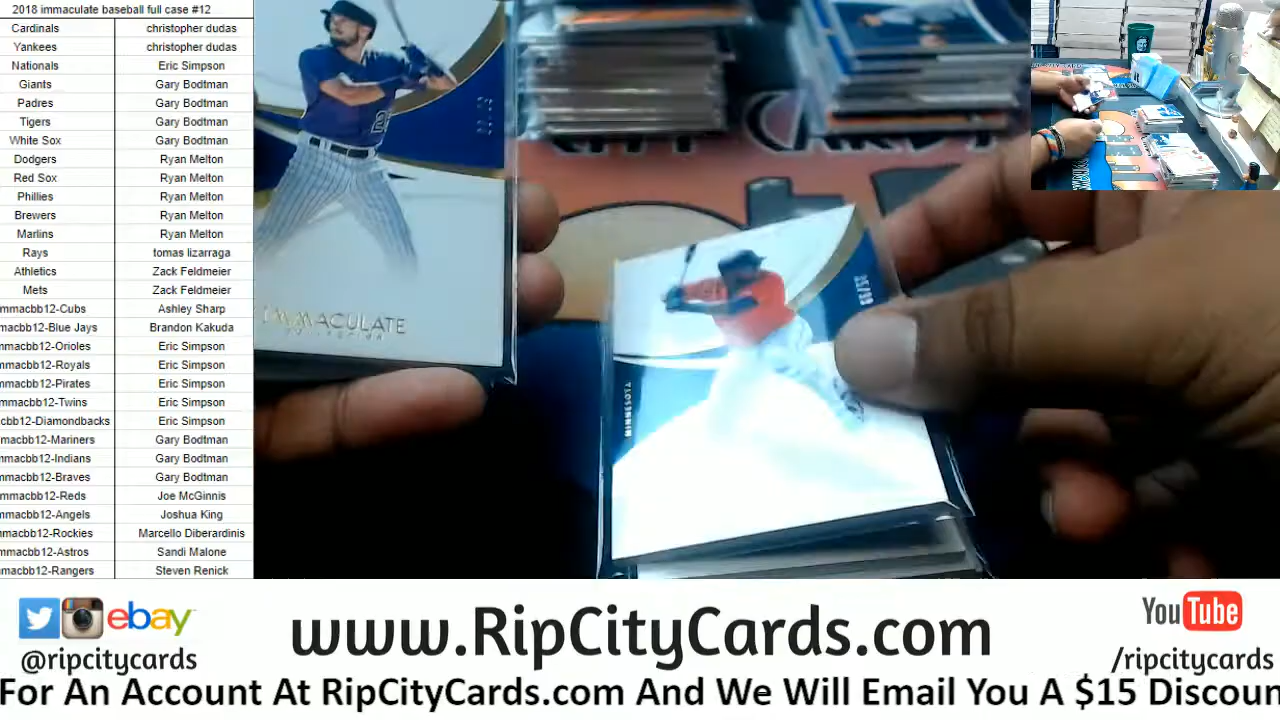 2018 immaculate baseball full case #12
Cardinals christopher dudas
Yankees christopher dudas
Nationals Eric Simpson
Giants Gary Bodtman
Padres Gary Bodtman
Tigers Gary Bodtman
White Sox Gary Bodtman
Dodgers Ryan Melton
Red Sox Ryan Melton
Phillies Ryan Melton
Brewers Ryan Melton
Marlins Ryan Melton
Rays tomas lizarraga
Athletics Zack Feldmeier
Mets Zack Feldmeier
mmacbb12-Cubs Ashley Sharp
macbb12-Blue Jays Brandon Kakuda
mmacbb12-Orioles Eric Simpson
mmacbb12-Royals Eric Simpson
mmacbb12-Pirates Eric Simpson
mmacbb12-Twins Eric Simpson
cbb12-Diamondbacks Eric Simpson
macbb12-Mariners Gary Bodtman
mmacbb12-Indians Gary Bodtman
mmacbb12-Braves Gary Bodtman
mmacbb12-Reds Joe McGinnis
mmacbb12-Angels Joshua King
mmacbb12-Rockies Marcello Diberardinis
mmacbb12-Astros Sandi Malone
macbb12-Rangers Steven Renick
IMMACULATE
COLLECTION
MINNESOTA
ebay
@ripcitycards
www.RipCityCards.com
YouTube
/ripcitycards
For An Account At RipCityCards.com And We Will Email You A $15 Discoun